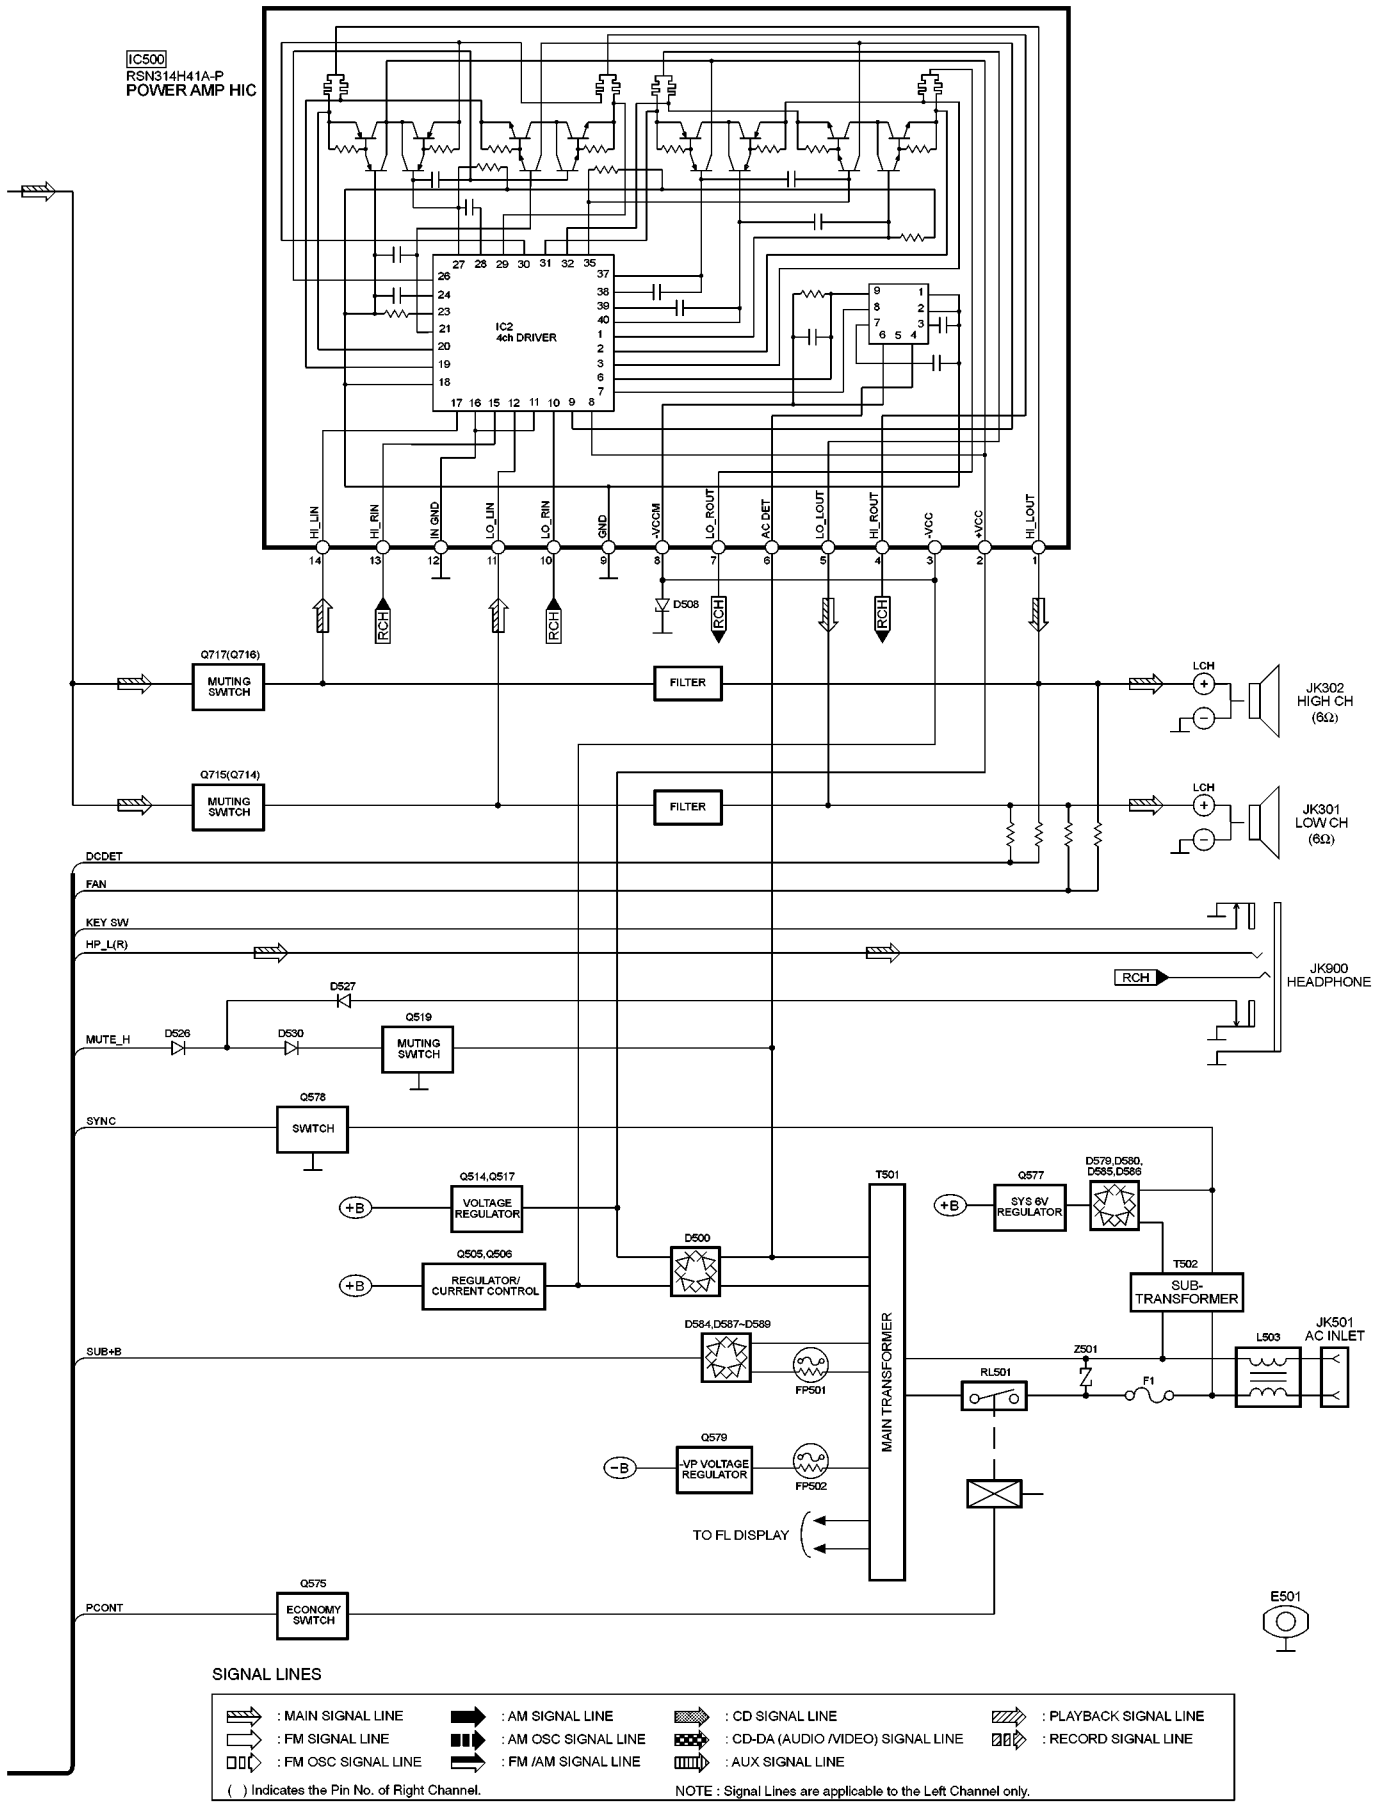 IC500
RSN314H41A-P
POWER AMP HIC
27 28 29 30 31 32 35
26
24
23
21
20
19
18
IC2
4ch DRIVER
37
38
39
40
1
2
3
6
7
17 16 15 12 11 10 9 8
9
8
7
6 5 4
1
2
3
HI_LIN
HI_RIN
IN GND
LO_LIN
LO_RIN
GND
-VCCM
LO_ROUT
AC DET
LO_LOUT
HI_ROUT
-VCC
+VCC
HI_LOUT
14 13 12 11 10 9 8 7 6 5 4 3 2 1
RCH
RCH
D508
RCH
RCH
Q717(Q716)
MUTING
SWITCH
FILTER
LCH
+
−
JK302
HIGH CH
(6Ω)
Q715(Q714)
MUTING
SWITCH
FILTER
LCH
+
−
JK301
LOW CH
(6Ω)
DCDET
FAN
KEY SW
HP_L(R)
RCH
JK900
HEADPHONE
D527
MUTE_H
D526
D530
Q519
MUTING
SWITCH
SYNC
Q578
SWITCH
+B
Q514,Q517
VOLTAGE
REGULATOR
T501
MAIN TRANSFORMER
+B
Q577
SYS 6V
REGULATOR
D579,D580,
D585,D586
+B
Q505,Q506
REGULATOR/
CURRENT CONTROL
D500
T502
SUB-
TRANSFORMER
SUB+B
D584,D587~D589
FP501
RL501
Z501
F1
L503
JK501
AC INLET
−B
Q579
-VP VOLTAGE
REGULATOR
FP502
TO FL DISPLAY
PCONT
Q575
ECONOMY
SWITCH
E501
SIGNAL LINES
: MAIN SIGNAL LINE
: AM SIGNAL LINE
: CD SIGNAL LINE
: PLAYBACK SIGNAL LINE
: FM SIGNAL LINE
: AM OSC SIGNAL LINE
: CD-DA (AUDIO /VIDEO) SIGNAL LINE
: RECORD SIGNAL LINE
: FM OSC SIGNAL LINE
: FM /AM SIGNAL LINE
: AUX SIGNAL LINE
( ) Indicates the Pin No. of Right Channel.
NOTE : Signal Lines are applicable to the Left Channel only.